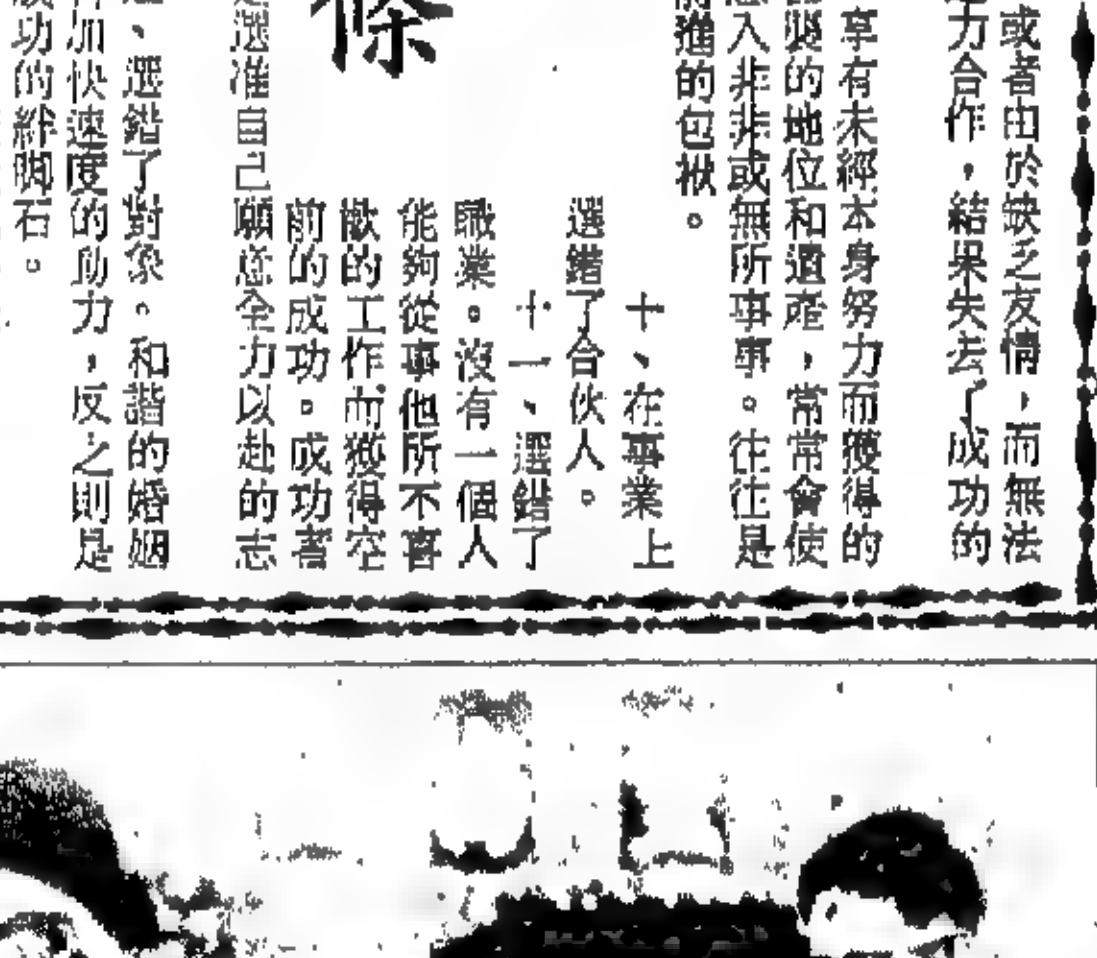 或者由於缺乏友情，而無法
力合作，結果失去了成功的
享有未經本身努力而獲得的
襲的地位和遺產，常常會使
入非非或無所事事。往往是
前進的包袱。
十、在事業上
選錯了合伙人。
十一、選錯了
職業。沒有一個人
能夠從事他所不喜
歡的工作而獲得空
前的成功。成功著
條
選準自己願意全力以赴的志
、選錯了對象。和諧的婚姻
加快速度的動力，反之則是
功的絆脚石。